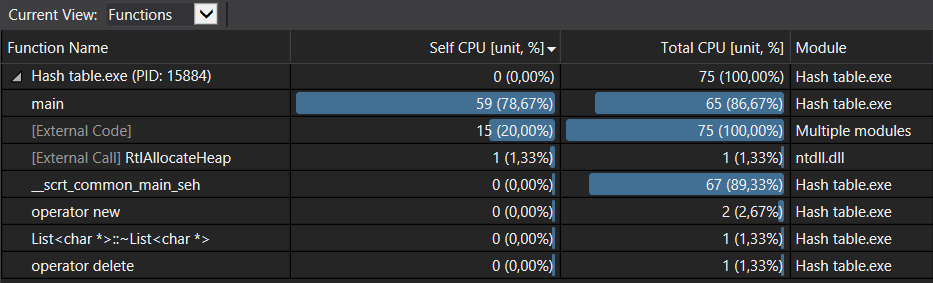 Current View: Functions
Function Name Self CPU [unit, %] Total CPU [unit, %] Module
Hash table.exe (PID: 15884) 0 (0,00%) 75 (100,00%) Hash table.exe
main 59 (78,67%) 65 (86,67%) Hash table.exe
[External Code] 15 (20,00%) 75 (100,00%) Multiple modules
[External Call] RtlAllocateHeap 1 (1,33%) 1 (1,33%) ntdll.dll
__scrt_common_main_seh 0 (0,00%) 67 (89,33%) Hash table.exe
operator new 0 (0,00%) 2 (2,67%) Hash table.exe
List<char *>::~List<char *> 0 (0,00%) 1 (1,33%) Hash table.exe
operator delete 0 (0,00%) 1 (1,33%) Hash table.exe